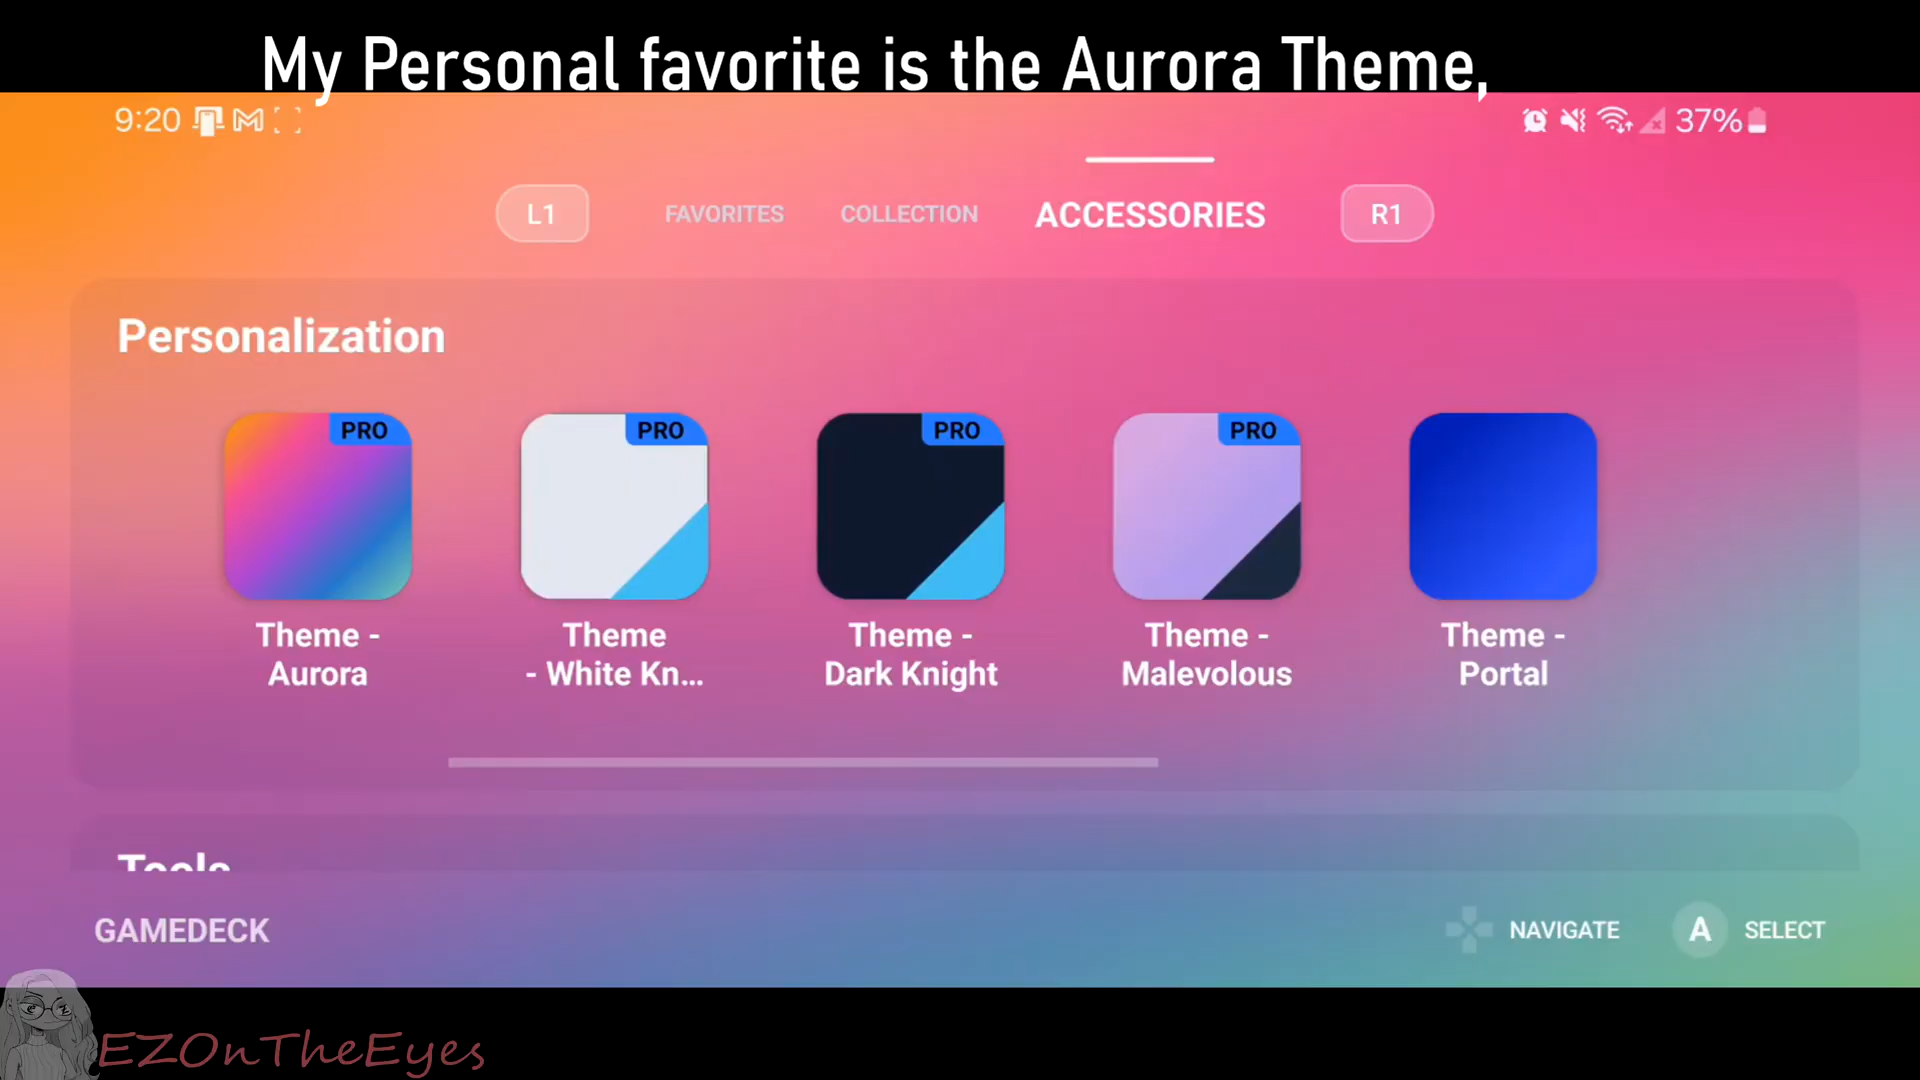 My Personal favorite is the Aurora Theme,
9:20
37%
L1
FAVORITES
COLLECTION
ACCESSORIES
R1
Personalization
PRO
PRO
PRO
PRO
Theme -
Aurora
Theme
- White Kn...
Theme -
Dark Knight
Theme -
Malevolous
Theme -
Portal
Tools
GAMEDECK
NAVIGATE
A
SELECT
EZOnTheEyes